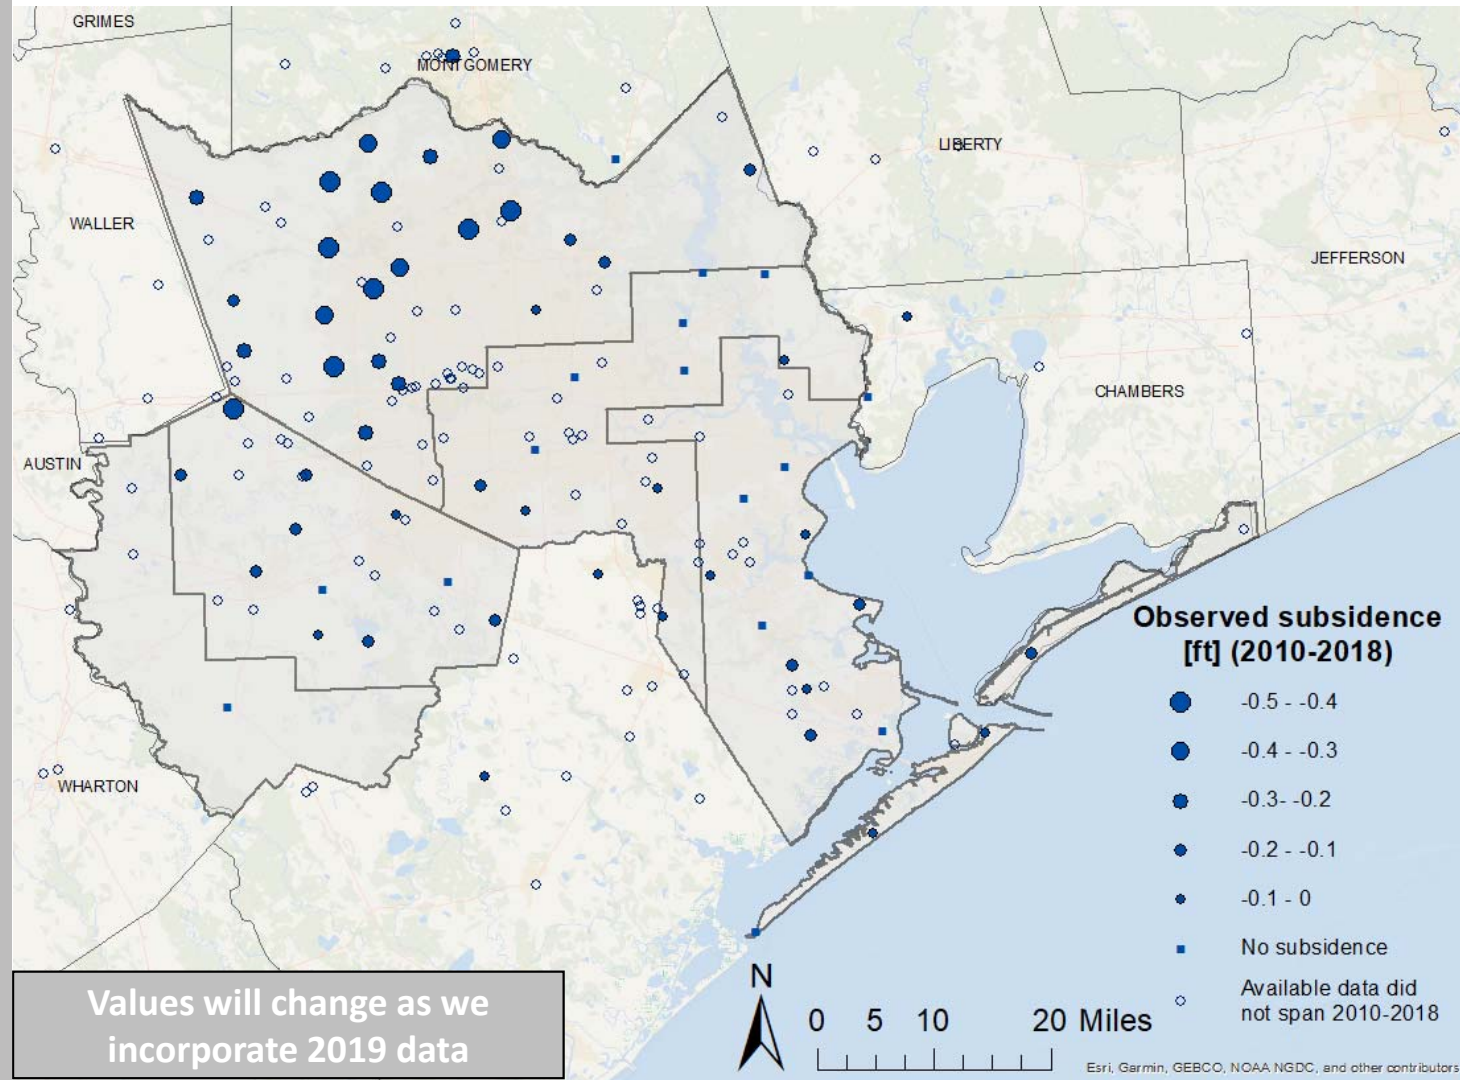 GRIMES
MONTGOMERY
LIBERTY
WALLER
JEFFERSON
CHAMBERS
AUSTIN
WHARTON
Observed subsidence
[ft] (2010-2018)
-0.5 - -0.4
-0.4 - -0.3
-0.3- -0.2
-0.2 - -0.1
-0.1 - 0
No subsidence
Available data did
not span 2010-2018
Values will change as we
incorporate 2019 data
N
0 5 10 20 Miles
Esri, Garmin, GEBCO, NOAA NGDC, and other contributors